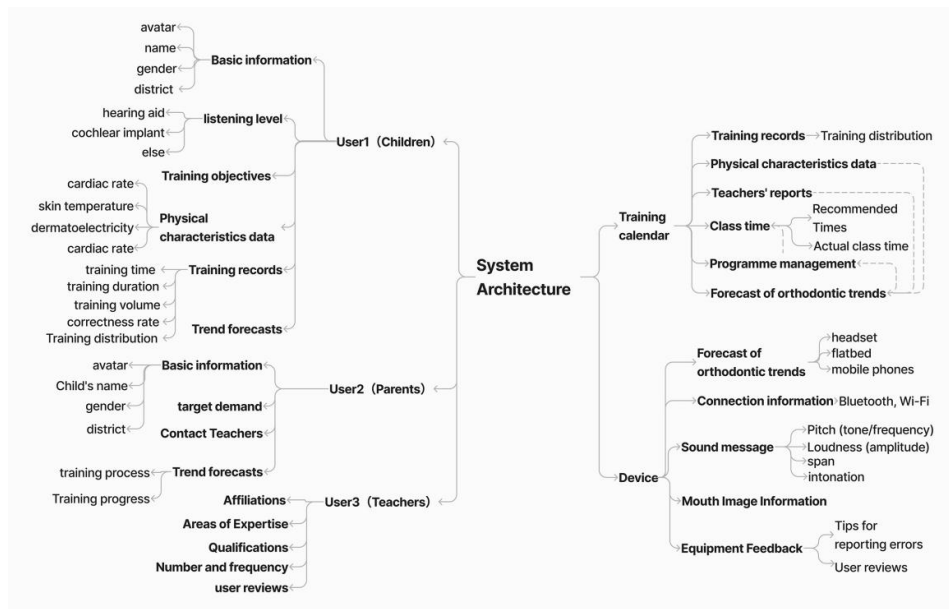 System
Architecture
User1（Children）
Basic information
avatar
name
gender
district
listening level
hearing aid
cochlear implant
else
Training objectives
Physical
characteristics data
cardiac rate
skin temperature
dermatoelectricity
cardiac rate
Training records
training time
training duration
training volume
correctness rate
Training distribution
Trend forecasts
User2（Parents）
Basic information
avatar
Child's name
gender
district
target demand
Contact Teachers
Trend forecasts
training process
Training progress
User3（Teachers）
Affiliations
Areas of Expertise
Qualifications
Number and frequency
user reviews
Training
calendar
Training records
Training distribution
Physical characteristics data
Teachers' reports
Class time
Recommended
Times
Actual class time
Programme management
Forecast of orthodontic trends
Device
Forecast of
orthodontic trends
headset
flatbed
mobile phones
Connection information
Bluetooth, Wi-Fi
Sound message
Pitch (tone/frequency)
Loudness (amplitude)
span
intonation
Mouth Image Information
Equipment Feedback
Tips for
reporting errors
User reviews